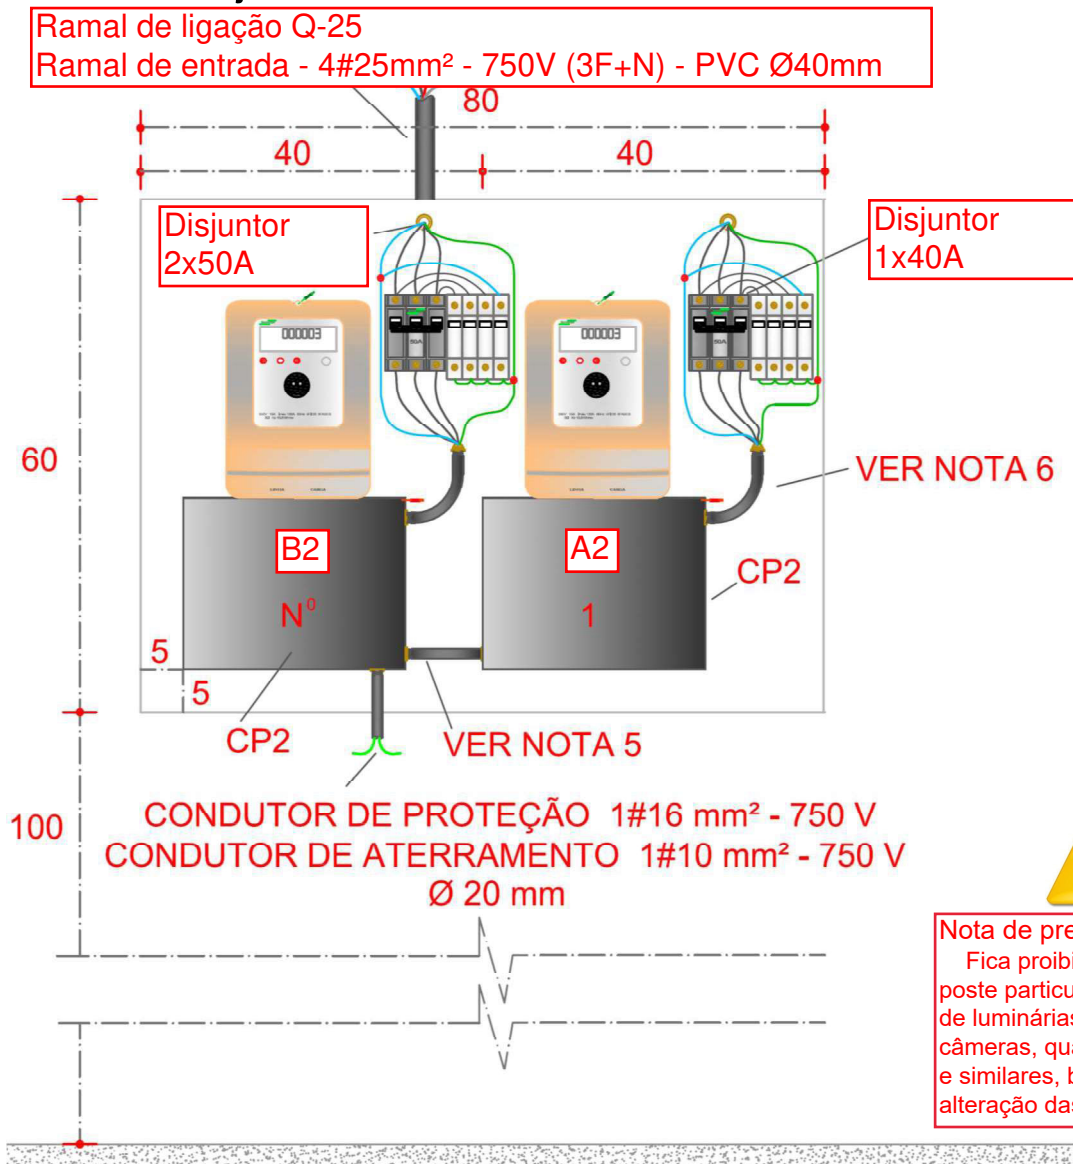 Ramal de ligação Q-25
Ramal de entrada - 4#25mm² - 750V (3F+N) - PVC Ø40mm
80
40
40
Disjuntor
2x50A
Disjuntor
1x40A
000003
000003
50A
60
VER NOTA 6
B2
A2
CP2
N⁰
1
5
5
CP2
VER NOTA 5
100
CONDUTOR DE PROTEÇÃO 1#16 mm² - 750 V
CONDUTOR DE ATERRAMENTO 1#10 mm² - 750 V
Ø 20 mm
Nota de pre
Fica proibi
poste particu
de luminárias
câmeras, qua
e similares, b
alteração das